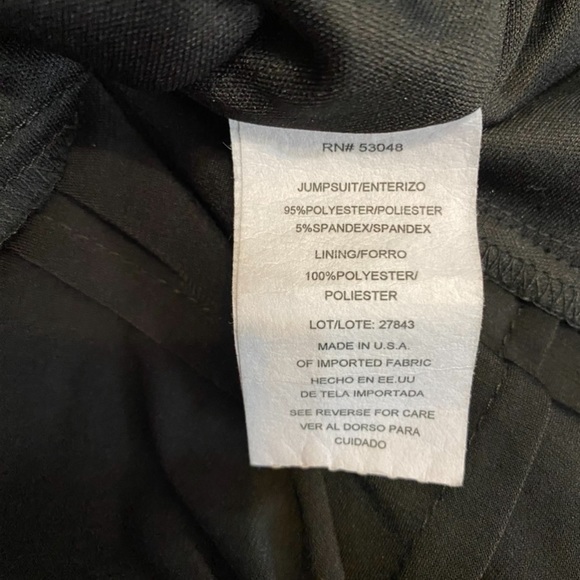 RN# 53048
JUMPSUIT/ENTERIZO
95%POLYESTER/POLIESTER
5%SPANDEX/SPANDEX
LINING/FORRO
100%POLYESTER/
POLIESTER
LOT/LOTE: 27843
MADE IN U.S.A.
OF IMPORTED FABRIC
HECHO EN EE.UU
DE TELA IMPORTADA
SEE REVERSE FOR CARE
VER AL DORSO PARA
CUIDADO